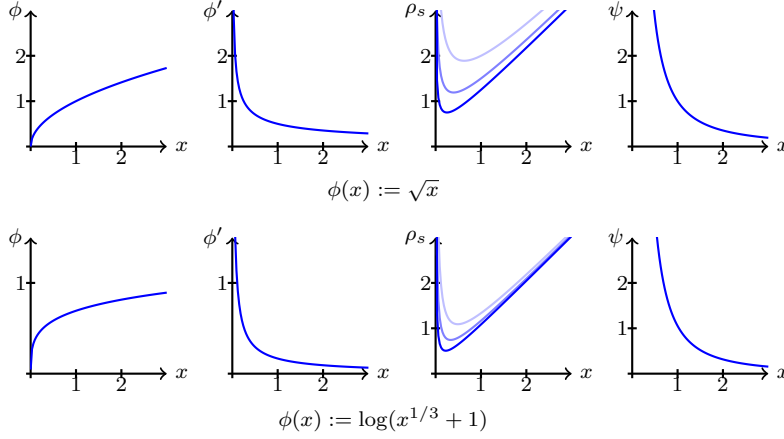 φ φ′ ρₛ ψ
2 2 2
1 1 1 1
1 2 x 1 2 x 1 2 x 1 2 x
φ(x) := √x
φ φ′ ρₛ ψ
1 1 2 2
1 1
1 2 x 1 2 x 1 2 x 1 2 x
φ(x) := log(x^{1/3} + 1)